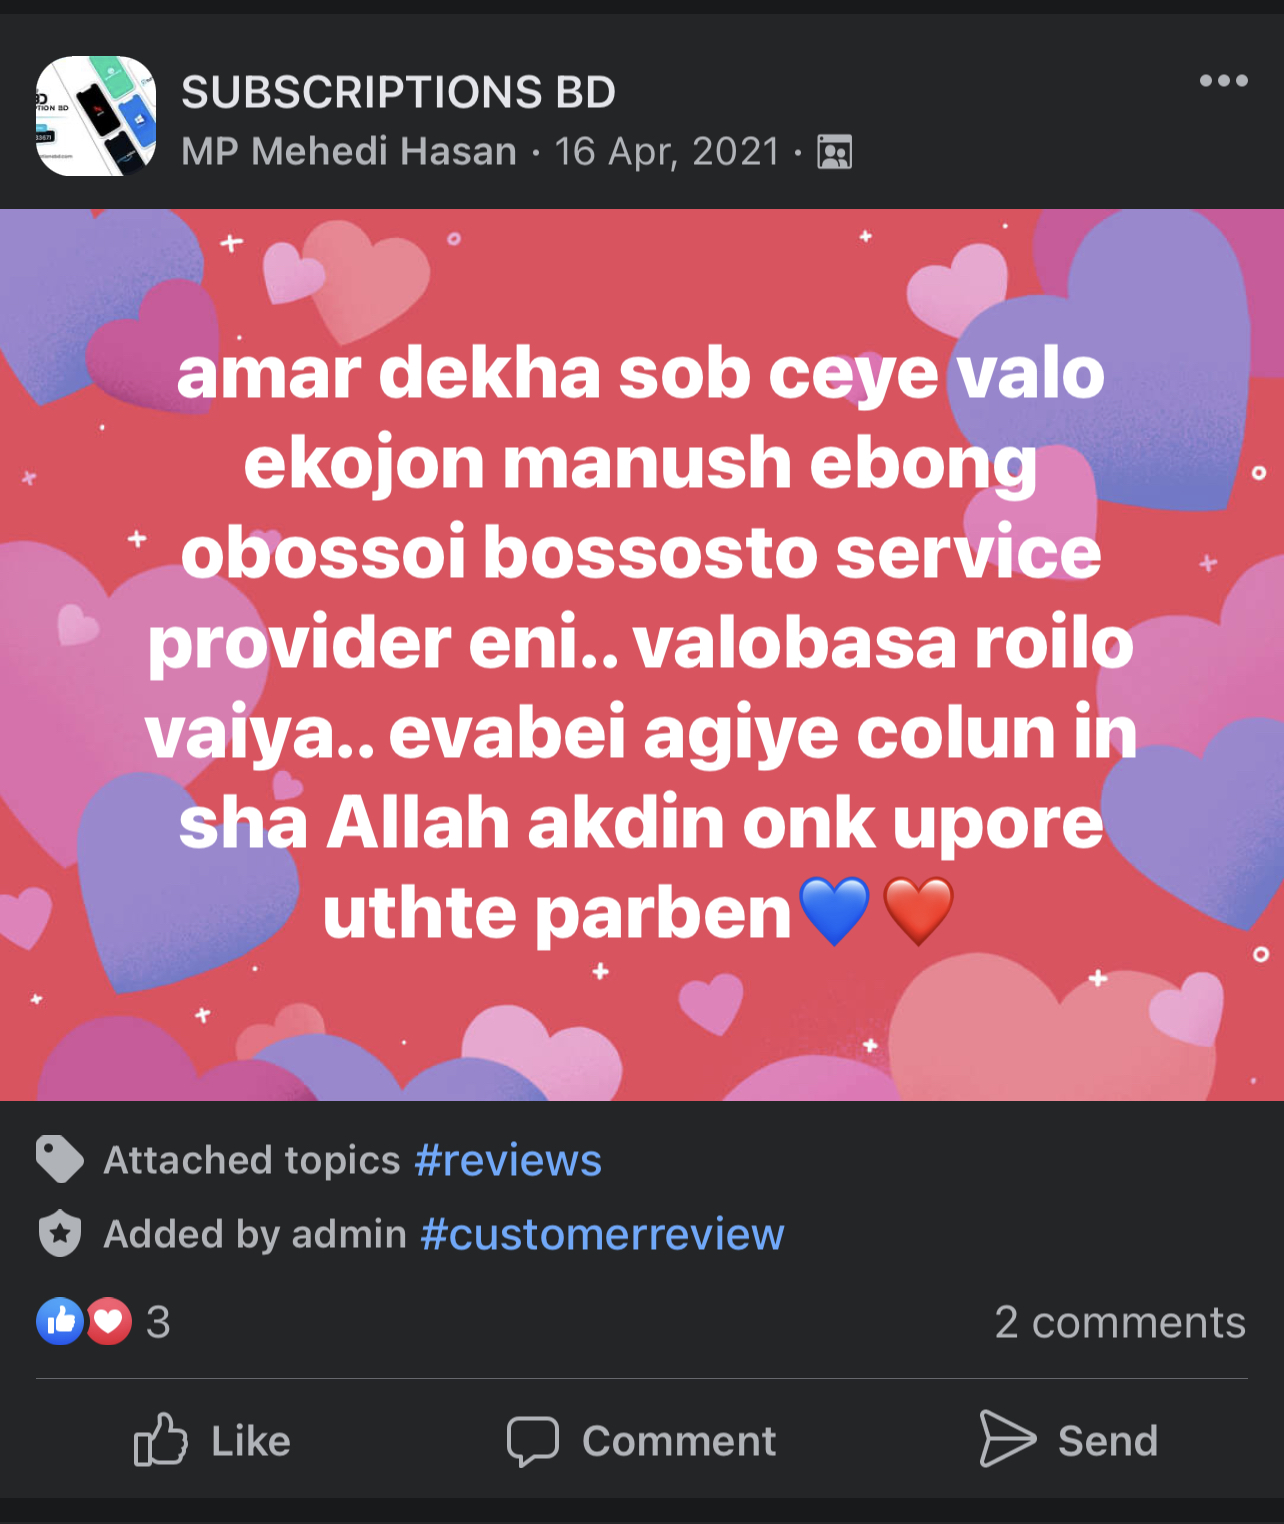 SUBSCRIPTIONS BD
MP Mehedi Hasan · 16 Apr, 2021 ·
amar dekha sob ceye valo
ekojon manush ebong
obossoi bossosto service
provider eni.. valobasa roilo
vaiya.. evabei agiye colun in
sha Allah akdin onk upore
uthte parben💙❤️
Attached topics #reviews
Added by admin #customerreview
3
2 comments
Like
Comment
Send